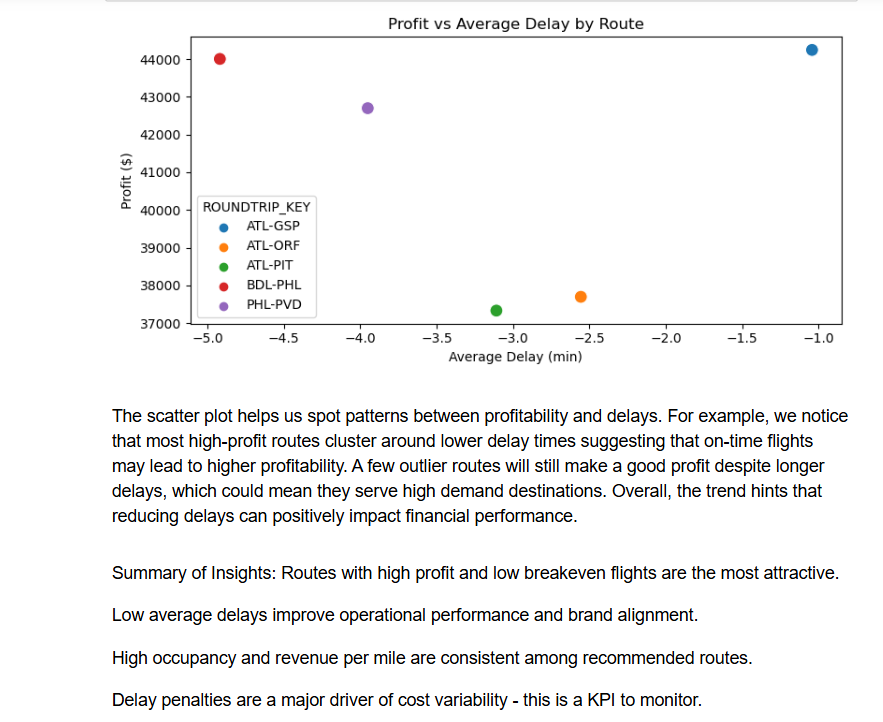 Profit vs Average Delay by Route
44000
43000
42000
41000
40000
39000
38000
37000
Profit ($)
ROUNDTRIP_KEY
ATL-GSP
ATL-ORF
ATL-PIT
BDL-PHL
PHL-PVD
−5.0 −4.5 −4.0 −3.5 −3.0 −2.5 −2.0 −1.5 −1.0
Average Delay (min)
The scatter plot helps us spot patterns between profitability and delays. For example, we notice
that most high-profit routes cluster around lower delay times suggesting that on-time flights
may lead to higher profitability. A few outlier routes will still make a good profit despite longer
delays, which could mean they serve high demand destinations. Overall, the trend hints that
reducing delays can positively impact financial performance.
Summary of Insights: Routes with high profit and low breakeven flights are the most attractive.
Low average delays improve operational performance and brand alignment.
High occupancy and revenue per mile are consistent among recommended routes.
Delay penalties are a major driver of cost variability - this is a KPI to monitor.